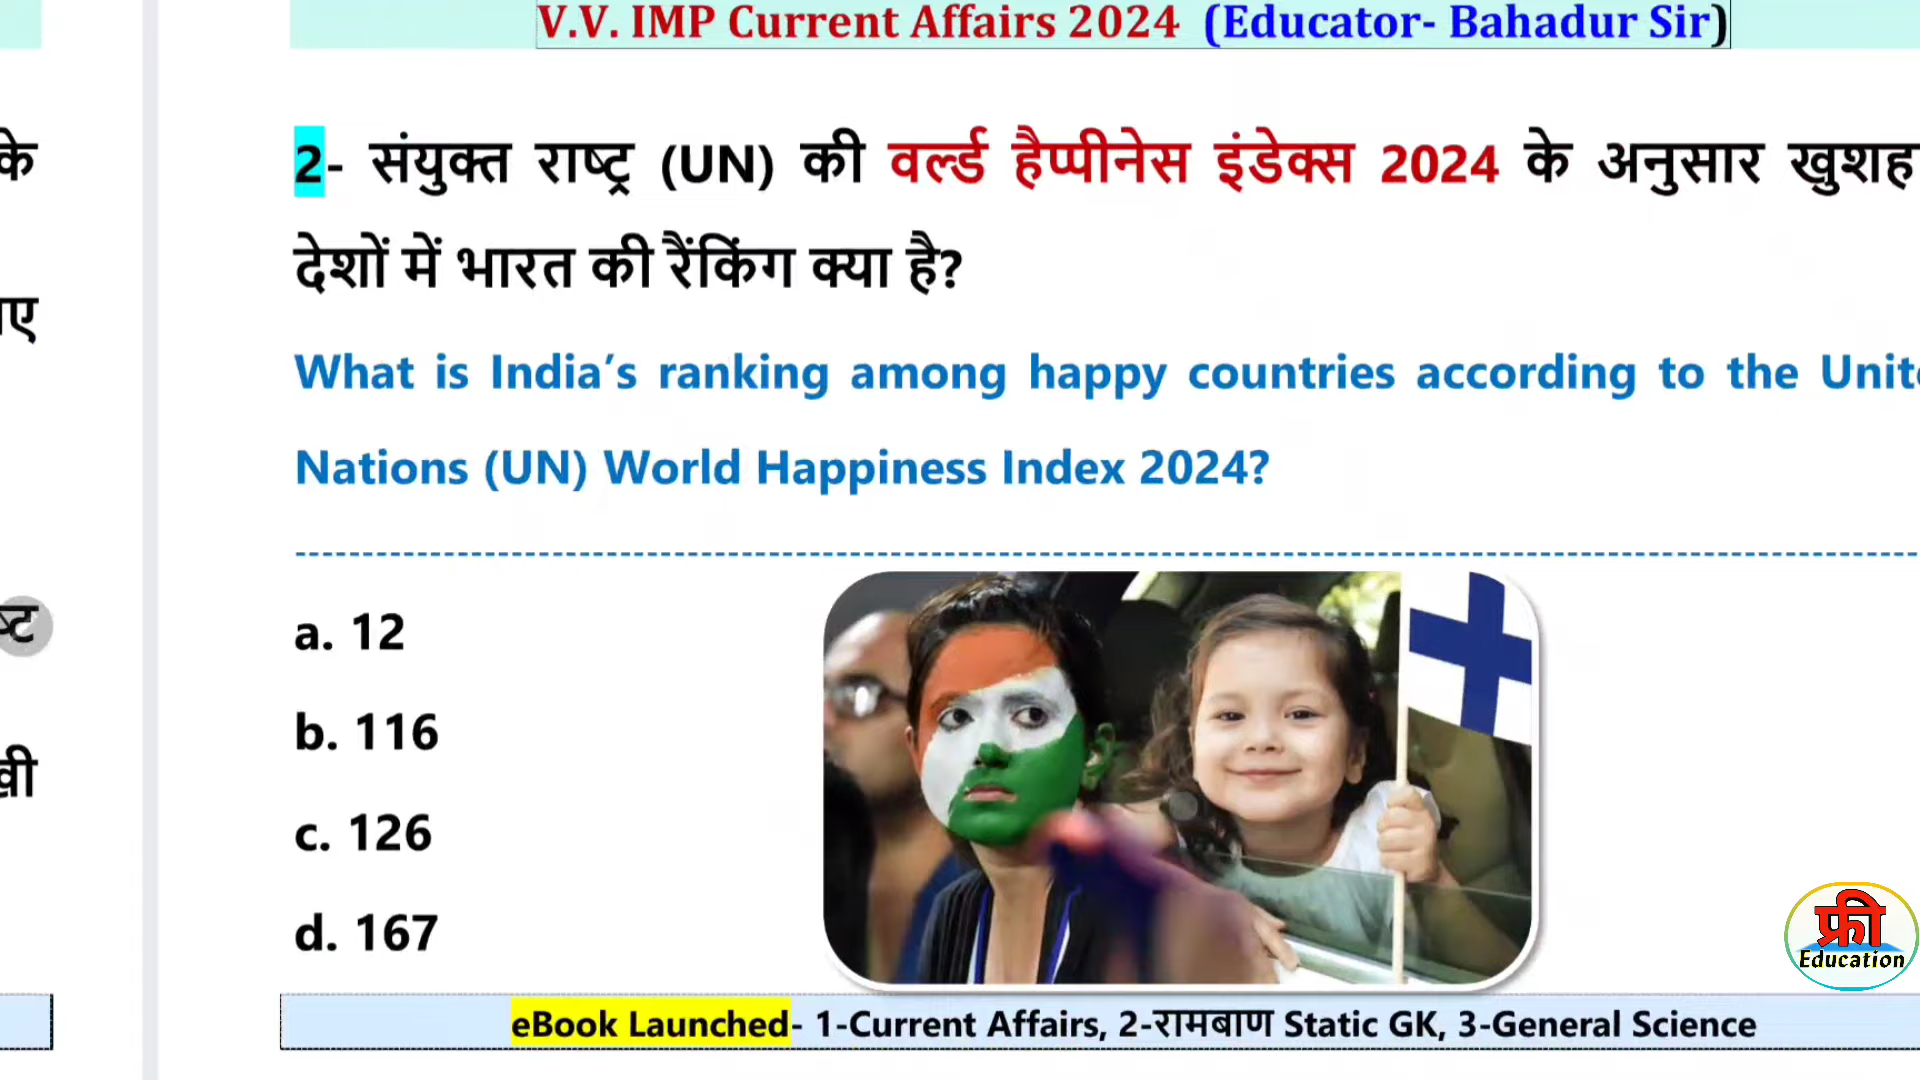 V.V. IMP Current Affairs 2024 (Educator- Bahadur Sir)
के
2- संयुक्त राष्ट्र (UN) की वर्ल्ड हैप्पीनेस इंडेक्स 2024 के अनुसार
देशों में भारत की रैंकिंग क्या है?
What is India's ranking among happy countries according to the
Nations (UN) World Happiness Index 2024?
a. 12
b. 116
c. 126
d. 167
फ्री
Education
eBook Launched- 1-Current Affairs, 2-रामबाण Static GK, 3-General Science